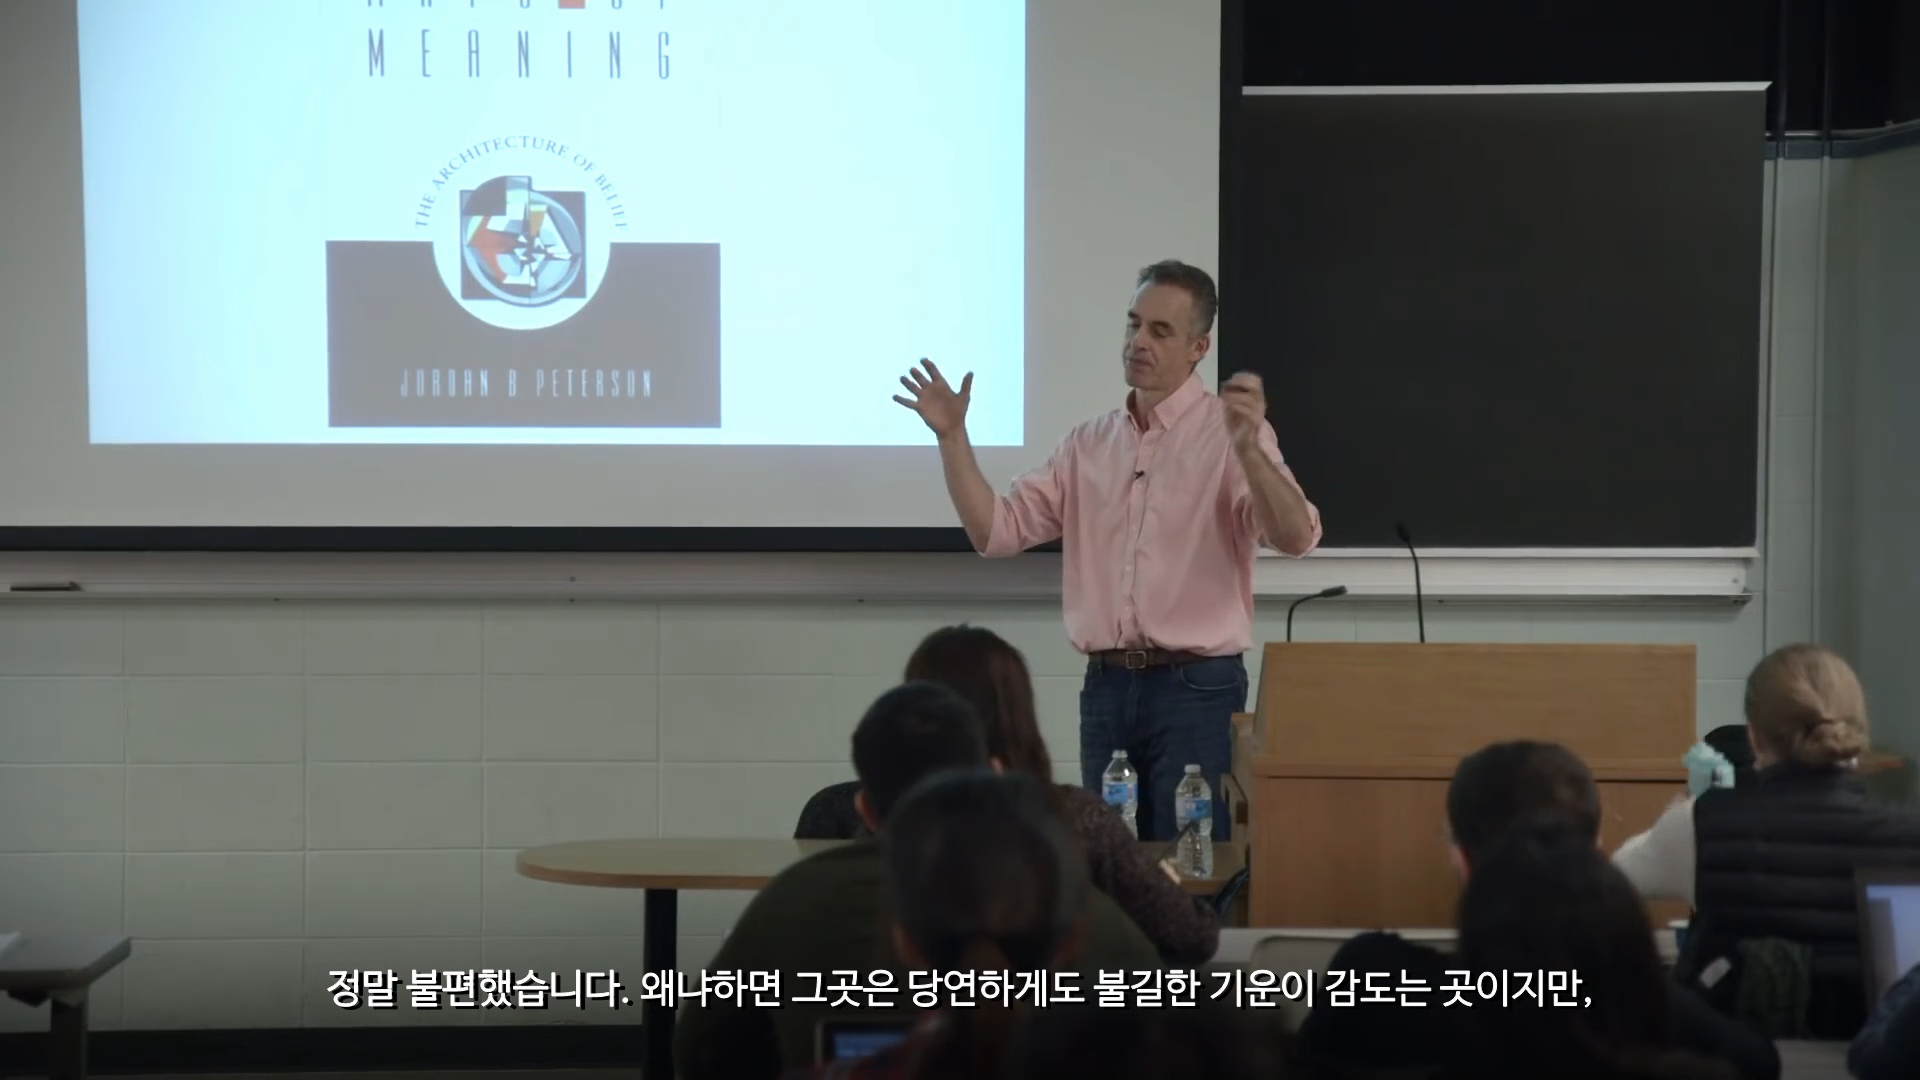 MEANING
THE ARCHITECTURE OF BELIEF
JORDAN B. PETERSON
정말 불편했습니다. 왜냐하면 그곳은 당연하게도 불길한 기운이 감도는 곳이지만,